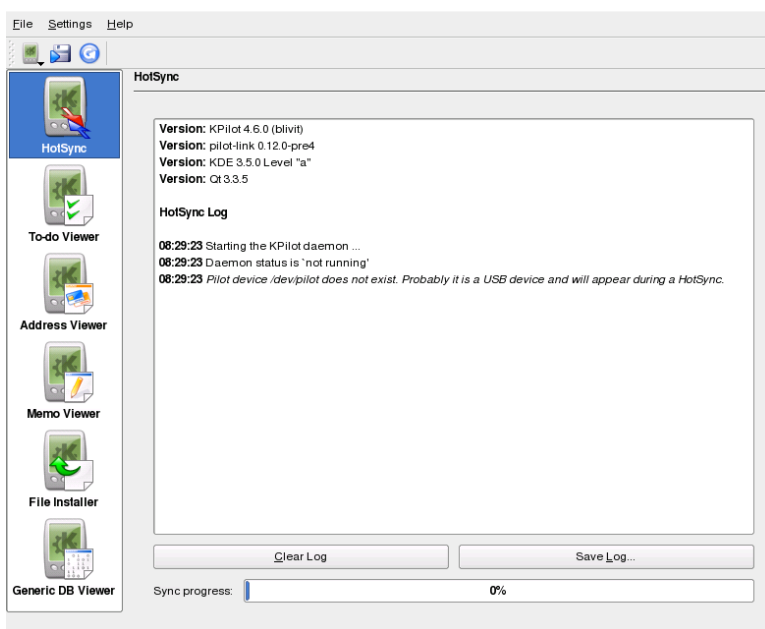 File Settings Help
HotSync
HotSync
To-do Viewer
Address Viewer
Memo Viewer
File Installer
Generic DB Viewer
Version: KPilot 4.6.0 (blivit)
Version: pilot-link 0.12.0-pre4
Version: KDE 3.5.0 Level "a"
Version: Qt 3.3.5
HotSync Log
08:29:23 Starting the KPilot daemon ...
08:29:23 Daemon status is `not running'
08:29:23 Pilot device /dev/pilot does not exist. Probably it is a USB device and will appear during a HotSync.
Clear Log
Save Log...
Sync progress: 0%